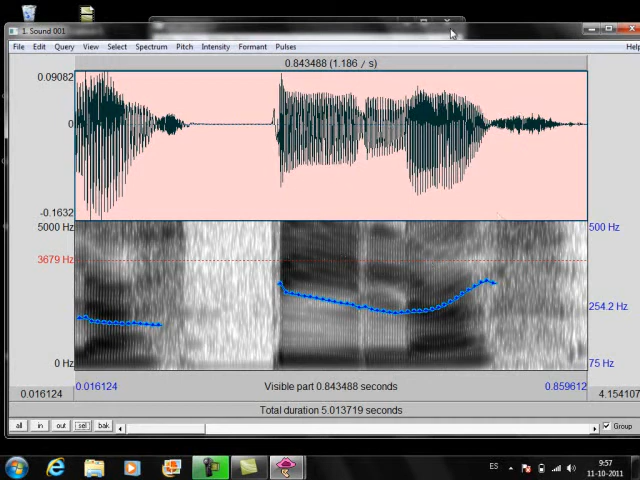 1. Sound 001
File Edit Query View Select Spectrum Pitch Intensity Formant Pulses
0.843488 (1.186 / s)
0.09082
0
-0.1632
5000 Hz
500 Hz
3679 Hz
254.2 Hz
0 Hz
75 Hz
0.016124
0.859612
0.016124
Visible part 0.843488 seconds
4.154107
Total duration 5.013719 seconds
all in out sel bak
Group
ES
9:57
11-10-2011